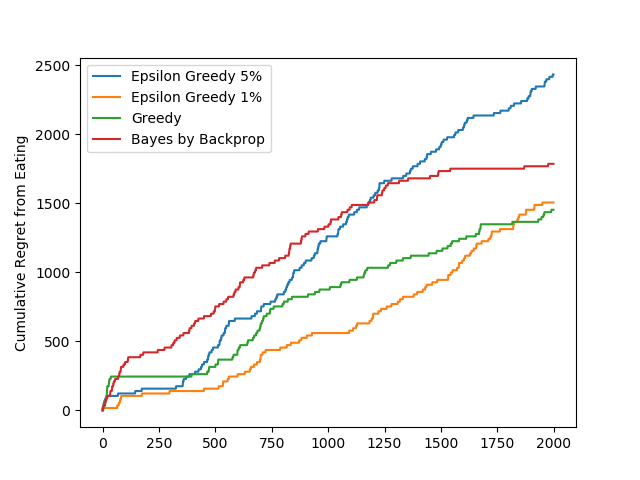 Epsilon Greedy 5%
Epsilon Greedy 1%
Greedy
Bayes by Backprop
Cumulative Regret from Eating
2500
2000
1500
1000
500
0
0 250 500 750 1000 1250 1500 1750 2000